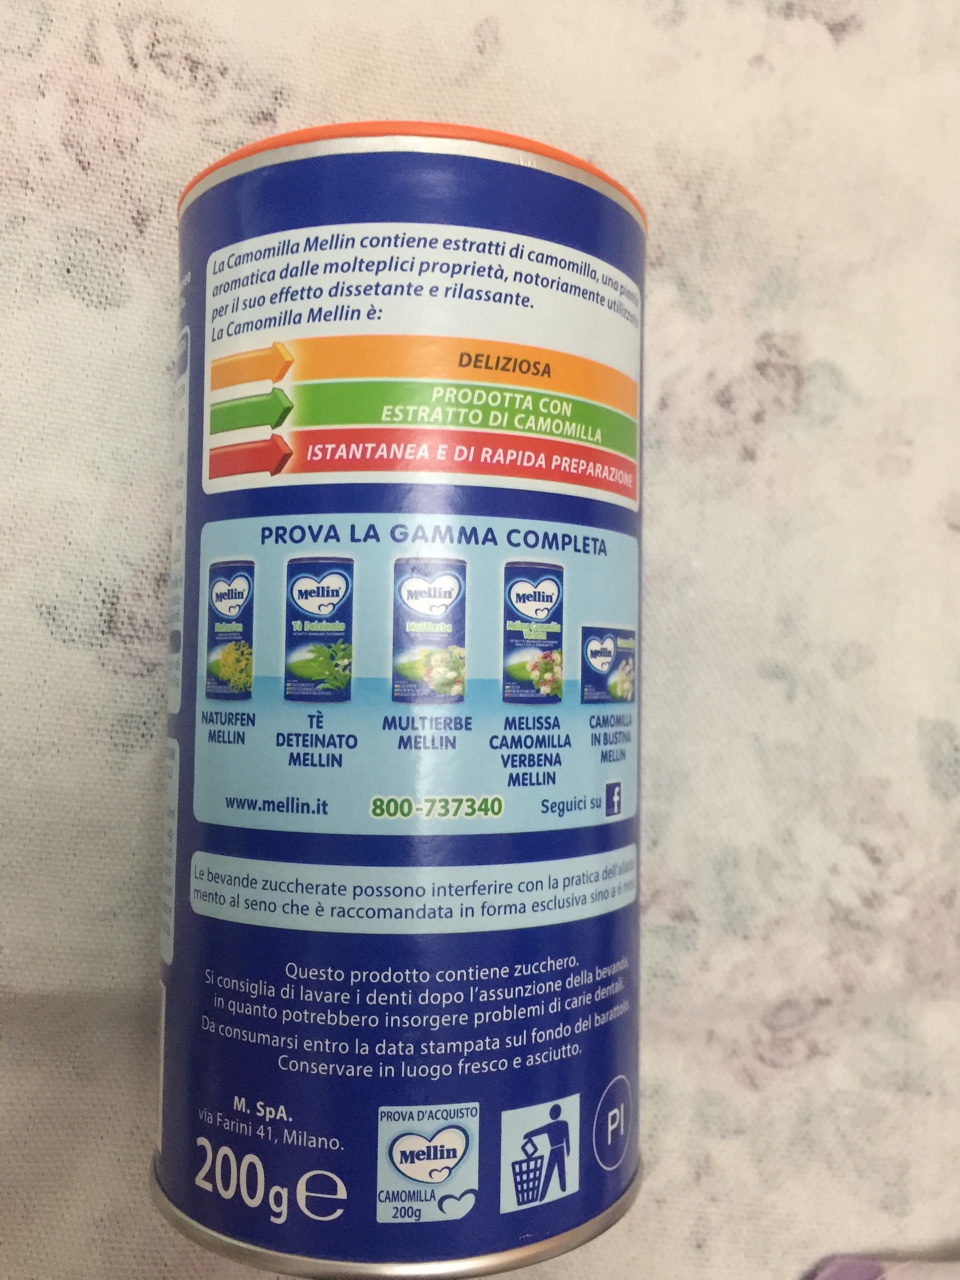 La Camomilla Mellin contiene estratti di camomilla, una
aromatica dalle molteplici proprietà, notoriamente
per il suo effetto dissetante e rilassante.
La Camomilla Mellin è:
DELIZIOSA
PRODOTTA CON
ESTRATTO DI CAMOMILLA
ISTANTANEA E DI RAPIDA PREPARAZIONE
PROVA LA GAMMA COMPLETA
Mellin
Mellin
Tè Deteinato
Mellin
Multierbe
Mellin
Mellin
NATURFEN
MELLIN
TÈ
DETEINATO
MELLIN
MULTIERBE
MELLIN
MELISSA
CAMOMILLA
VERBENA
MELLIN
CAMOMILLA
IN BUSTINA
MELLIN
www.mellin.it
800-737340
Seguici su f
Le bevande zuccherate possono interferire con la pratica
mento al seno che è raccomandata in forma esclusiva sino a 6
Questo prodotto contiene zucchero.
Si consiglia di lavare i denti dopo l'assunzione della bevanda,
in quanto potrebbero insorgere problemi di carie dentali.
Da consumarsi entro la data stampata sul fondo del barattolo.
Conservare in luogo fresco e asciutto.
M. SpA.
via Farini 41, Milano.
200g e
PROVA D'ACQUISTO
Mellin
CAMOMILLA
200g
PI